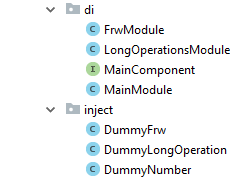 di
FrwModule
LongOperationsModule
MainComponent
MainModule
inject
DummyFrw
DummyLongOperation
DummyNumber